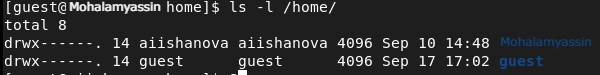 [guest@Mohalamyassin home]$ ls -l /home/
total 8
drwx------. 14 aiishanova aiishanova 4096 Sep 10 14:48 Mohalamyassin
drwx------. 14 guest guest 4096 Sep 17 17:02 guest